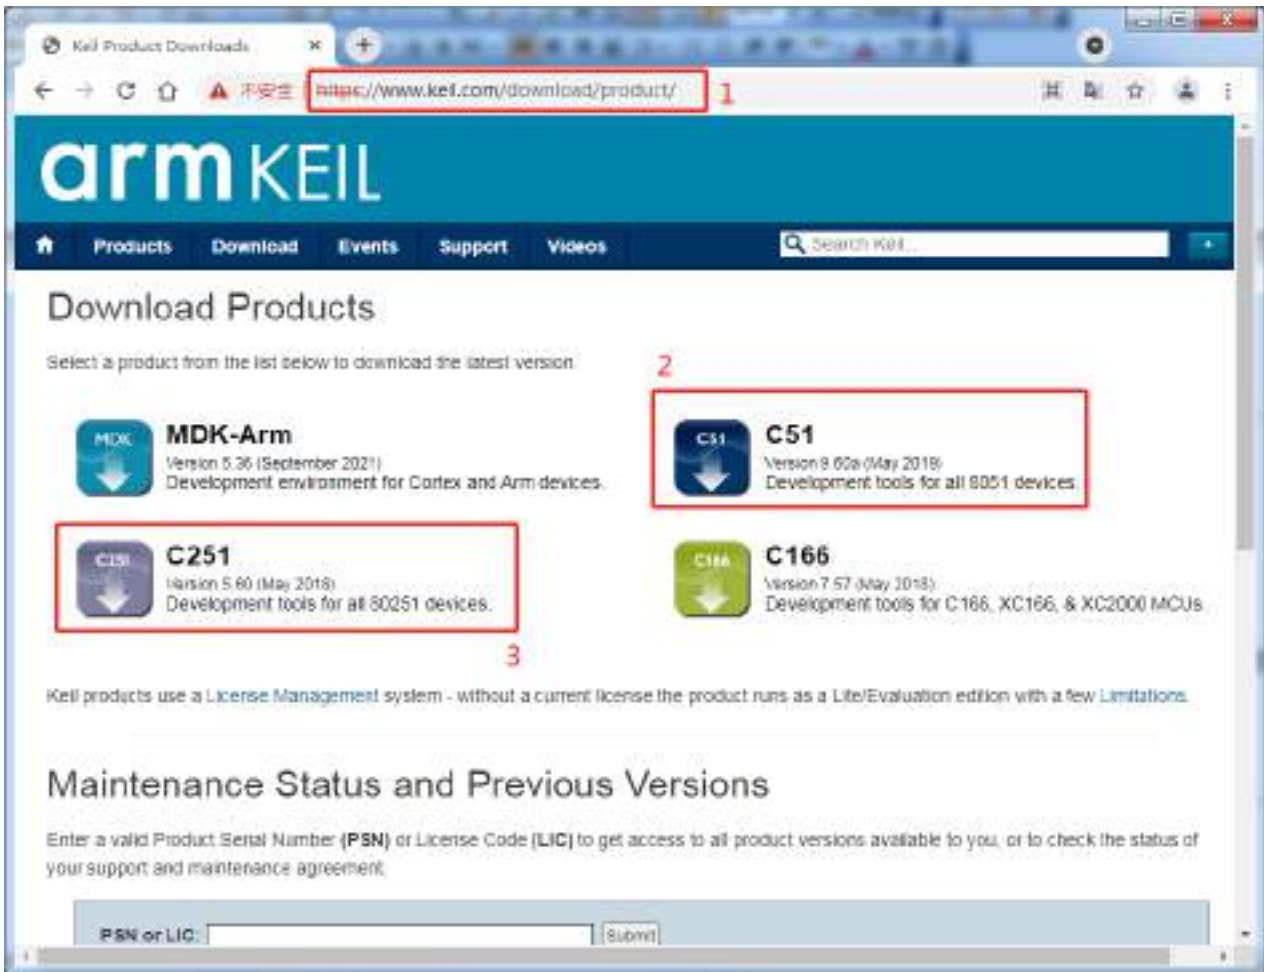 Keil Product Downloads
不安全 https://www.keil.com/download/product/ 1
arm KEIL
Products Download Events Support Videos Search Keil...
Download Products
Select a product from the list below to download the latest version.
2
MDK
MDK-Arm
Version 5.36 (September 2021)
Development environment for Cortex and Arm devices.
C51
C51
Version 9.60a (May 2019)
Development tools for all 8051 devices.
C251
C251
Version 5.60 (May 2018)
Development tools for all 80251 devices.
C166
C166
Version 7.57 (May 2018)
Development tools for C166, XC166, & XC2000 MCUs.
3
Keil products use a License Management system - without a current license the product runs as a Lite/Evaluation edition with a few Limitations.
Maintenance Status and Previous Versions
Enter a valid Product Serial Number (PSN) or License Code (LIC) to get access to all product versions available to you, or to check the status of
your support and maintenance agreement.
PSN or LIC: Submit